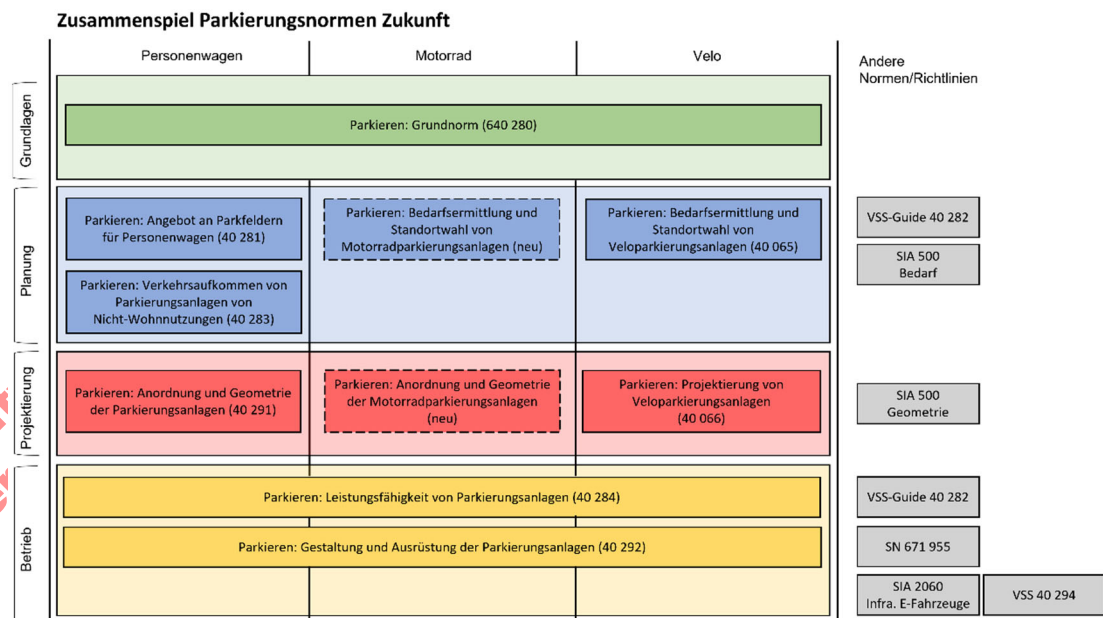 Zusammenspiel Parkierungsnormen Zukunft
Personenwagen
Motorrad
Velo
Andere
Normen/Richtlinien
Grundlagen
Parkieren: Grundnorm (640 280)
Planung
Parkieren: Angebot an Parkfeldern
für Personenwagen (40 281)
Parkieren: Bedarfsermittlung und
Standortwahl von
Motorradparkierungsanlagen (neu)
Parkieren: Bedarfsermittlung und
Standortwahl von
Veloparkierungsanlagen (40 065)
VSS-Guide 40 282
SIA 500
Bedarf
Parkieren: Verkehrsaufkommen von
Parkierungsanlagen von
Nicht-Wohnnutzungen (40 283)
Projektierung
Parkieren: Anordnung und Geometrie
der Parkierungsanlagen (40 291)
Parkieren: Anordnung und Geometrie
der Motorradparkierungsanlagen
(neu)
Parkieren: Projektierung von
Veloparkierungsanlagen
(40 066)
SIA 500
Geometrie
Betrieb
Parkieren: Leistungsfähigkeit von Parkierungsanlagen (40 284)
VSS-Guide 40 282
Parkieren: Gestaltung und Ausrüstung der Parkierungsanlagen (40 292)
SN 671 955
SIA 2060
Infra. E-Fahrzeuge
VSS 40 294